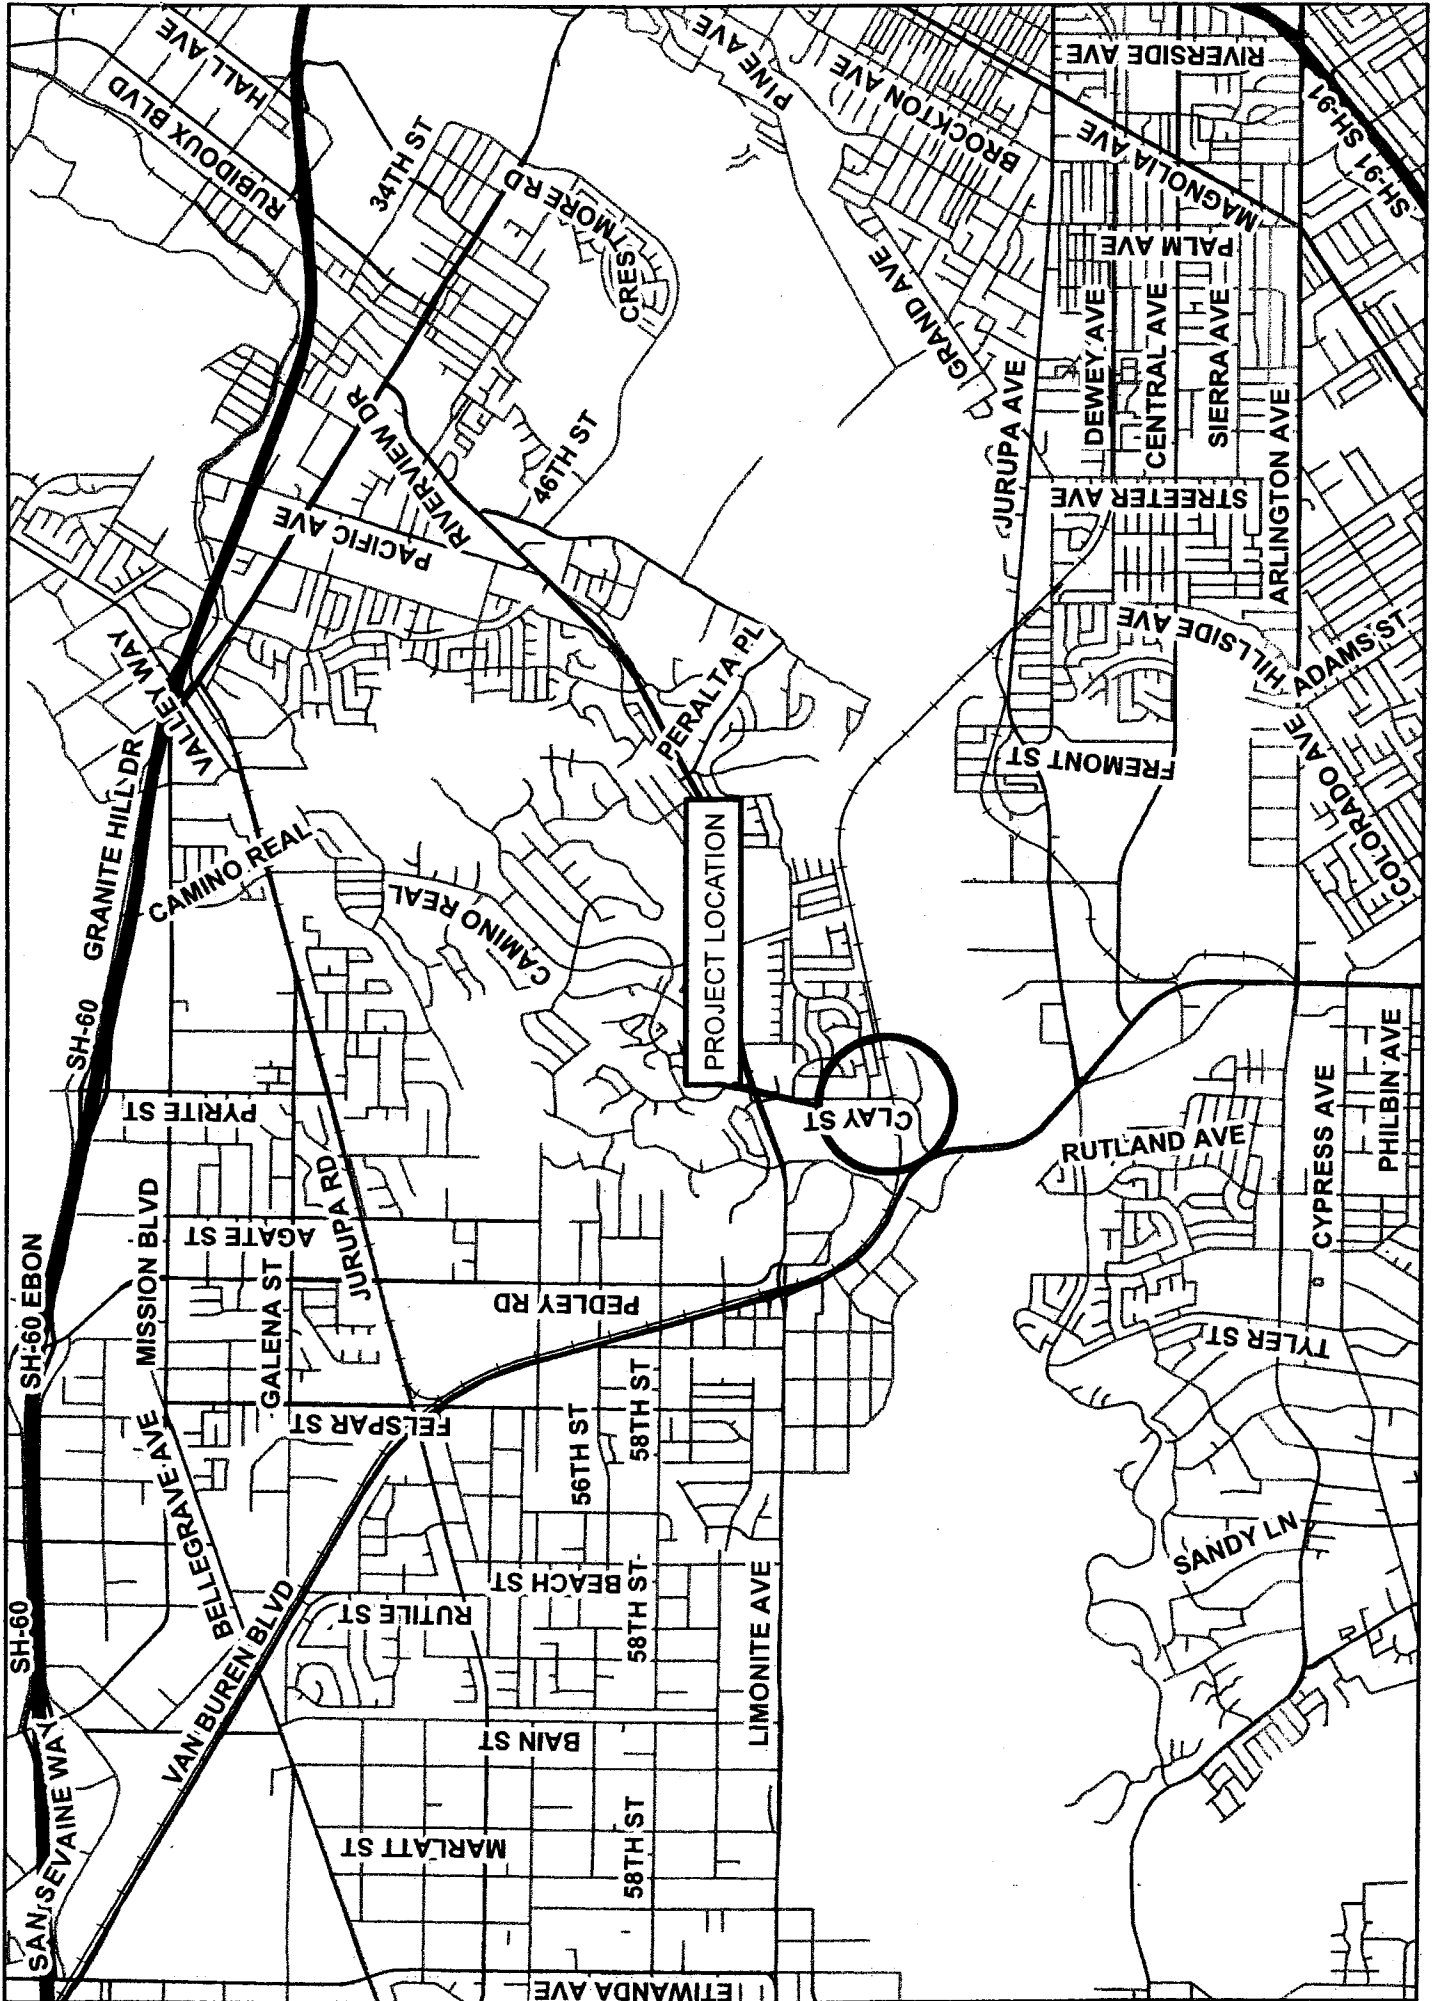 SAN SEVAINE WAY
SH-60
SH-60 EBON
SH-60
GRANITE HILL DR
VALLEY WAY
RUBIDOUX BLVD
HALL AVE
34TH ST
CRESTMORE RD
RIVERVIEW DR
46TH ST
PACIFIC AVE
PERALTA PL
CAMINO REAL
CAMINO REAL
PYRITE ST
MISSION BLVD
AGATE ST
GALENA ST
JURUPA RD
PEDLEY RD
FELSPAR ST
BELLEGRAVE AVE
VAN BUREN BLVD
RUTILE ST
BEACH ST
56TH ST
58TH ST
58TH ST
58TH ST
BAIN ST
MARLATT ST
ETIWANDA AVE
LIMONITE AVE
PROJECT LOCATION
CLAY ST
PINE AVE
BROCKTON AVE
MAGNOLIA AVE
RIVERSIDE AVE
SH-91
SH-91
SH-91
PALM AVE
GRAND AVE
JURUPA AVE
DEWEY AVE
CENTRAL AVE
SIERRA AVE
ARLINGTON AVE
STREETER AVE
HILLSIDE AVE
ADAMS ST
FREMONT ST
COLORADO AVE
RUTLAND AVE
CYPRESS AVE
PHILBIN AVE
TYLER ST
SANDY LN